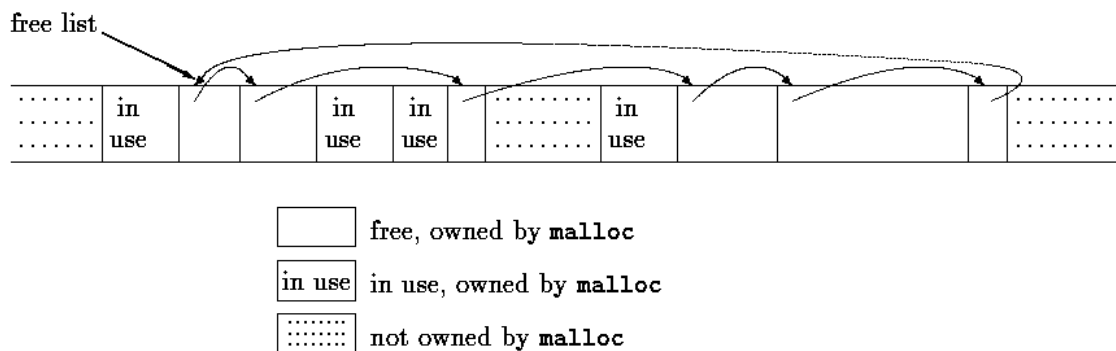 free list
in use
in use
in use
in use
free, owned by malloc
in use
in use, owned by malloc
not owned by malloc